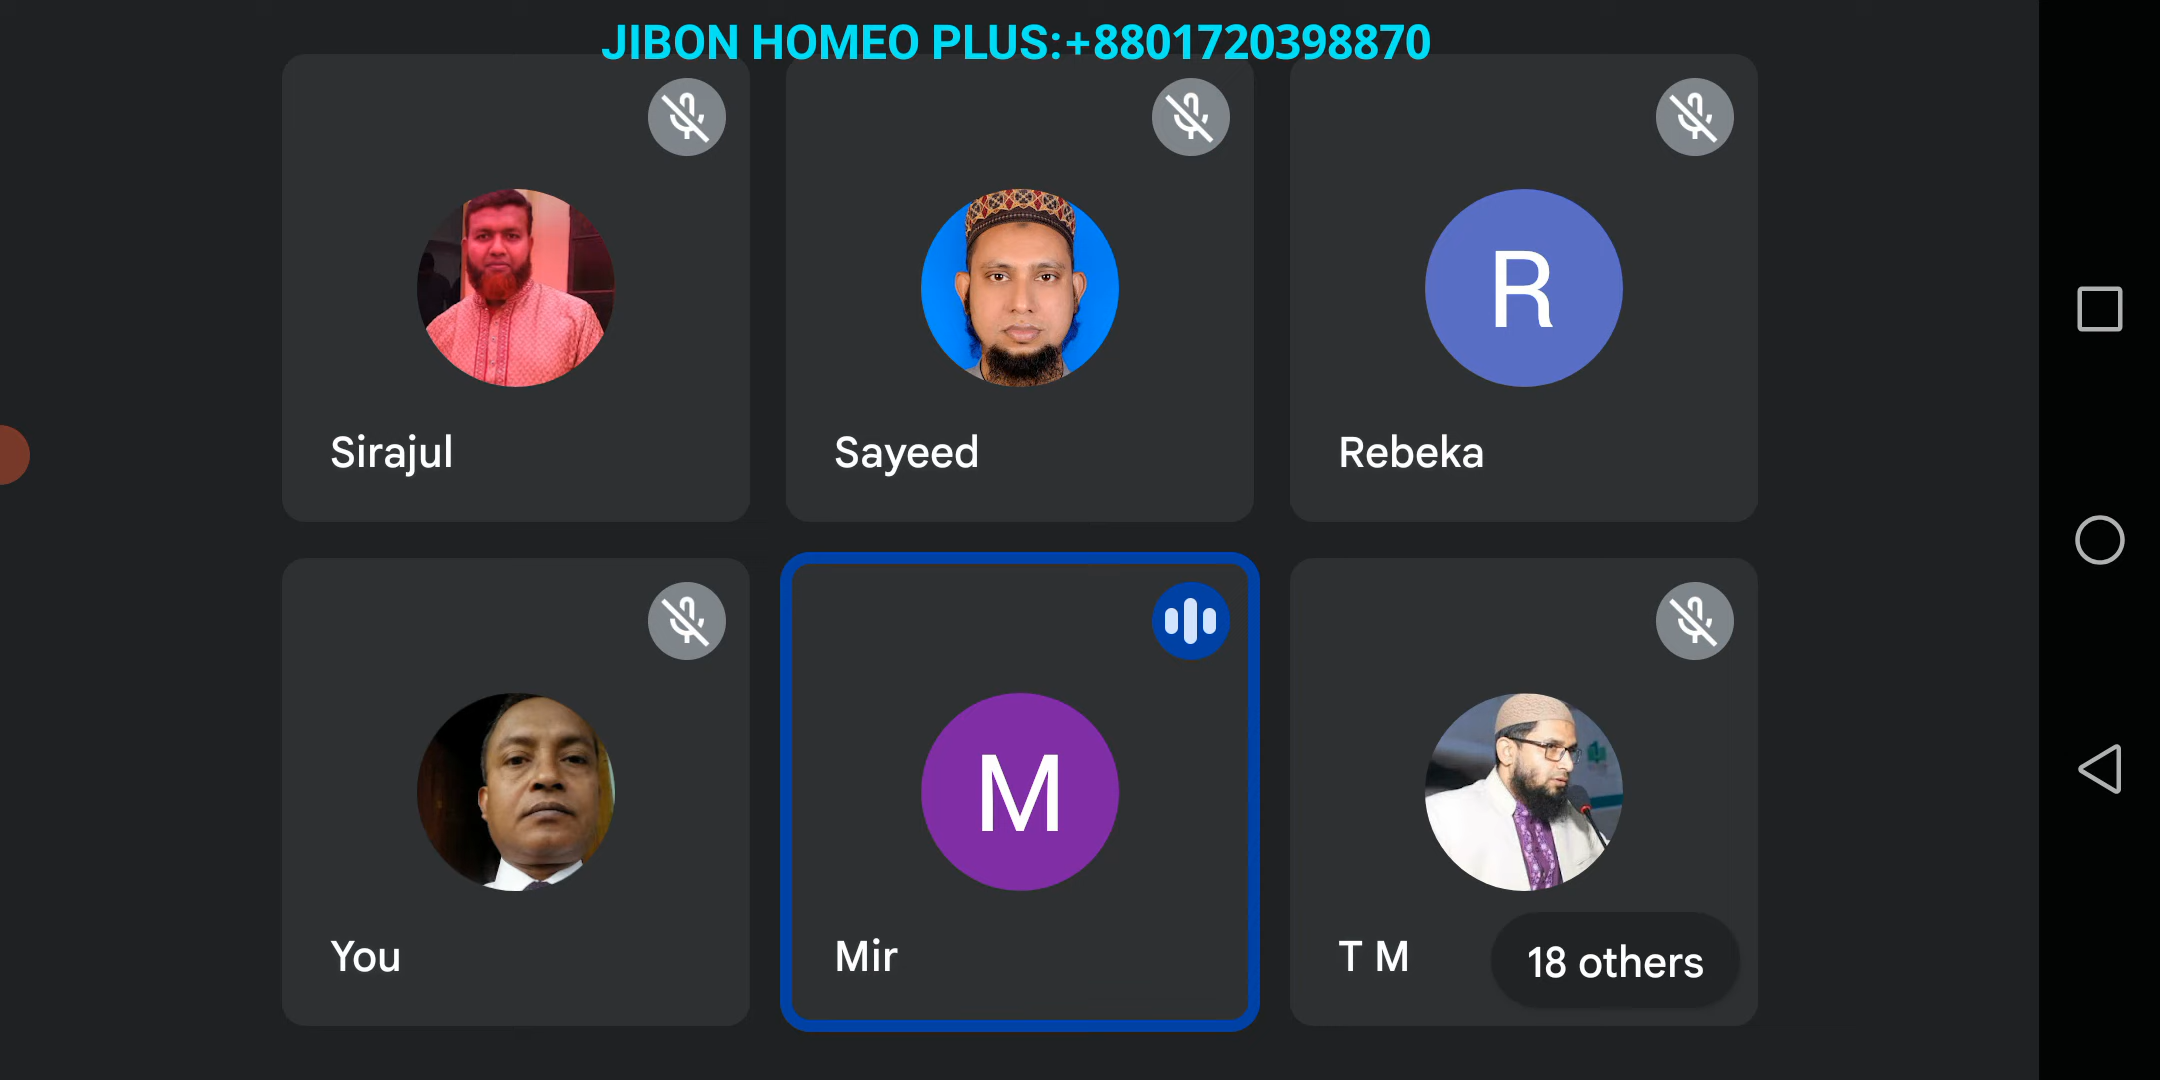 JIBON HOMEO PLUS:+8801720398870
R
Sirajul
Sayeed
Rebeka
M
You
Mir
T M
18 others